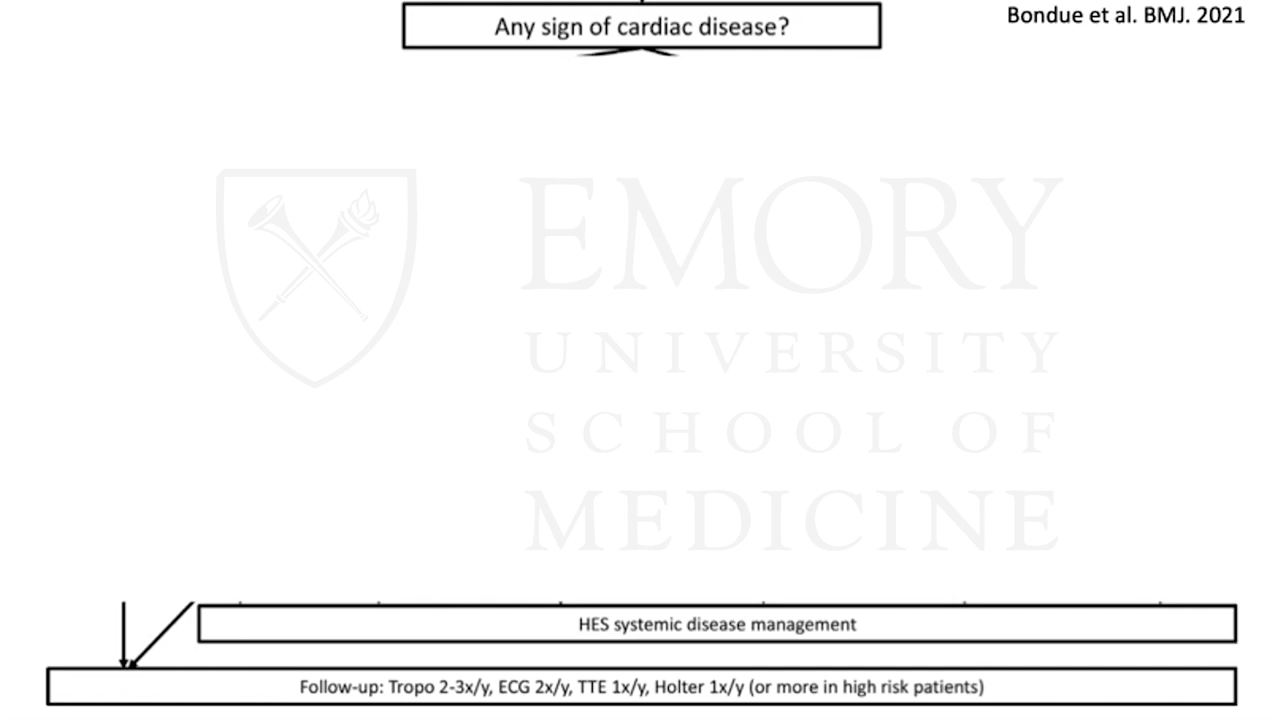 Any sign of cardiac disease?
Bondue et al. BMJ. 2021
EMORY
UNIVERSITY
SCHOOL OF
MEDICINE
HES systemic disease management
Follow-up: Tropo 2-3x/y, ECG 2x/y, TTE 1x/y, Holter 1x/y (or more in high risk patients)